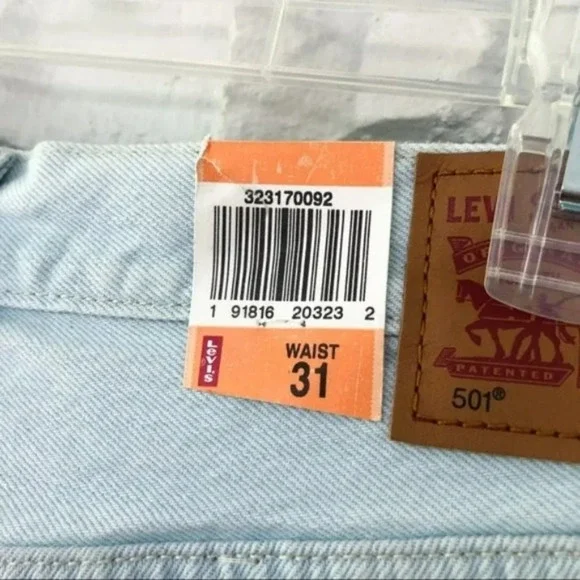 323170092
1 91816 20323 2
Levi's
WAIST
31
LEVI
PATENTED
501®